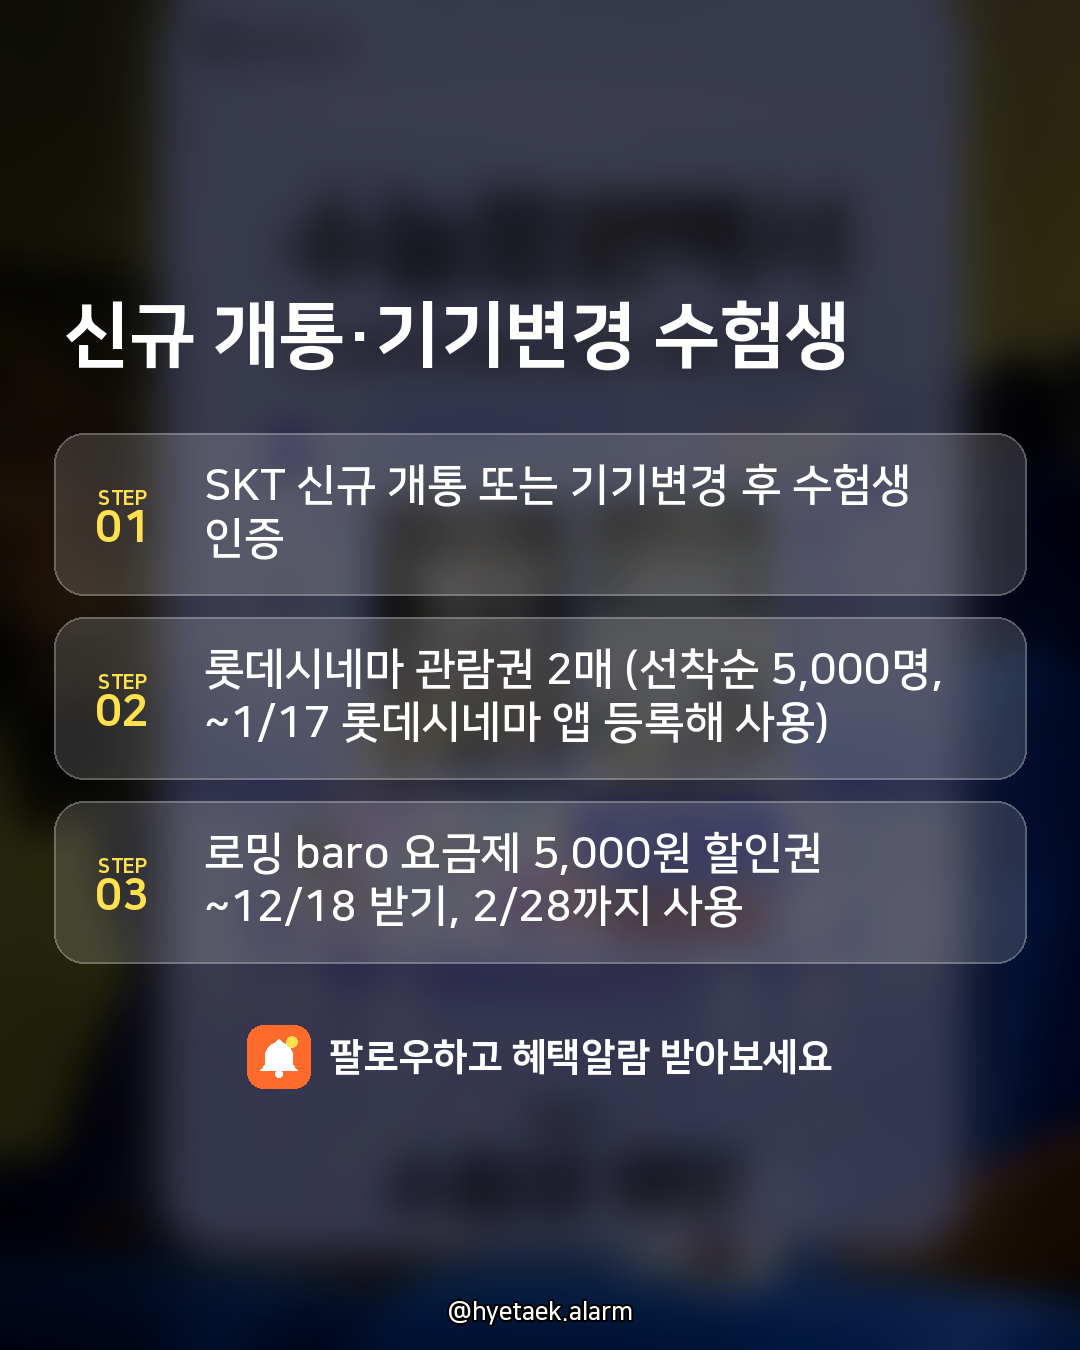 신규 개통·기기변경 수험생
STEP
01
SKT 신규 개통 또는 기기변경 후 수험생
인증
STEP
02
롯데시네마 관람권 2매 (선착순 5,000명,
~1/17 롯데시네마 앱 등록해 사용)
STEP
03
로밍 baro 요금제 5,000원 할인권
~12/18 받기, 2/28까지 사용
팔로우하고 혜택알람 받아보세요
@hyetaek.alarm